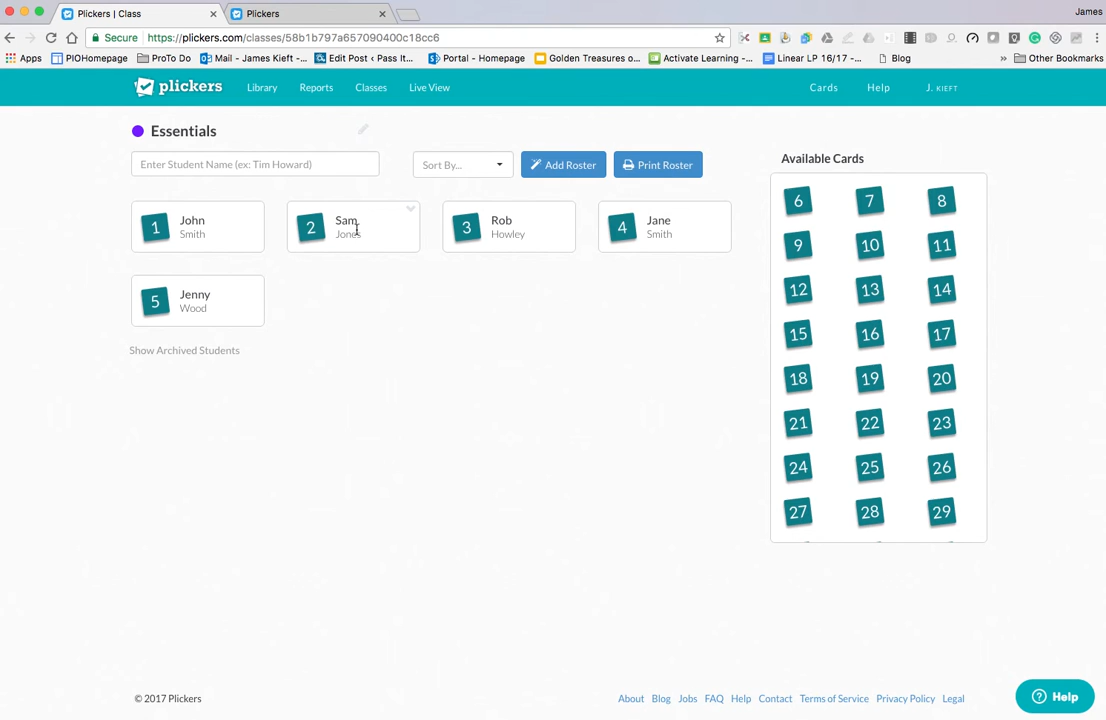 Plickers | Class
Plickers
James
Secure
https://plickers.com/classes/58b1b797a657090400c18cc6
Apps
PIOHomepage
ProTo Do
Mail - James Kieft -...
Edit Post ‹ Pass It...
Portal - Homepage
Golden Treasures o...
Activate Learning -...
Linear LP 16/17 -...
Blog
»
Other Bookmarks
plickers
Library
Reports
Classes
Live View
Cards
Help
J. KIEFT
Essentials
Enter Student Name (ex: Tim Howard)
Sort By...
Add Roster
Print Roster
1
John
Smith
2
Sam
Jones
3
Rob
Howley
4
Jane
Smith
5
Jenny
Wood
Show Archived Students
Available Cards
6 7 8
9 10 11
12 13 14
15 16 17
18 19 20
21 22 23
24 25 26
27 28 29
© 2017 Plickers
About
Blog
Jobs
FAQ
Help
Contact
Terms of Service
Privacy Policy
Legal
Help